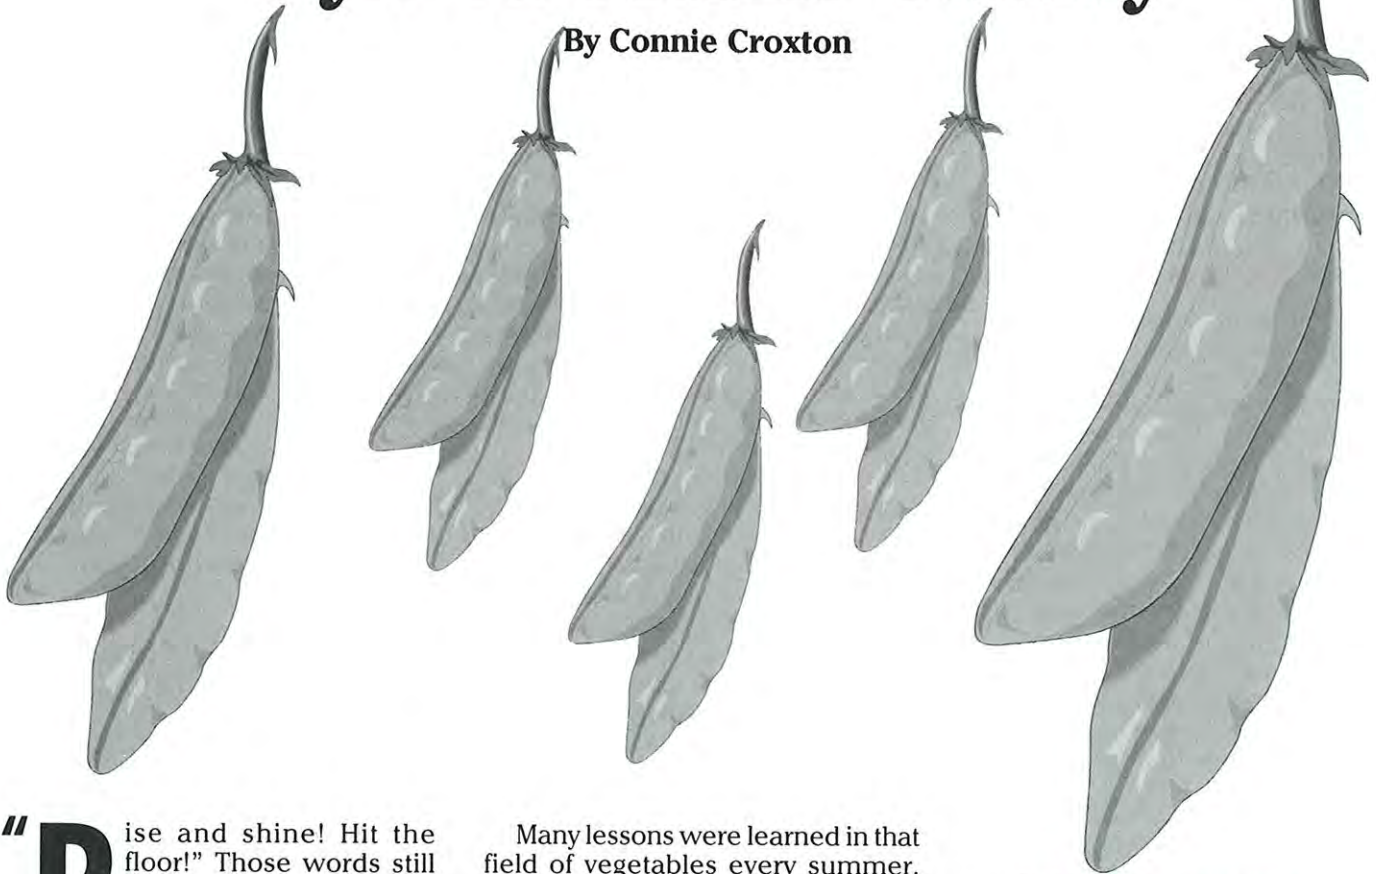 By Connie Croxton
"Rise and shine! Hit the
floor!" Those words still
Many lessons were learned in that
field of vegetables every summer.